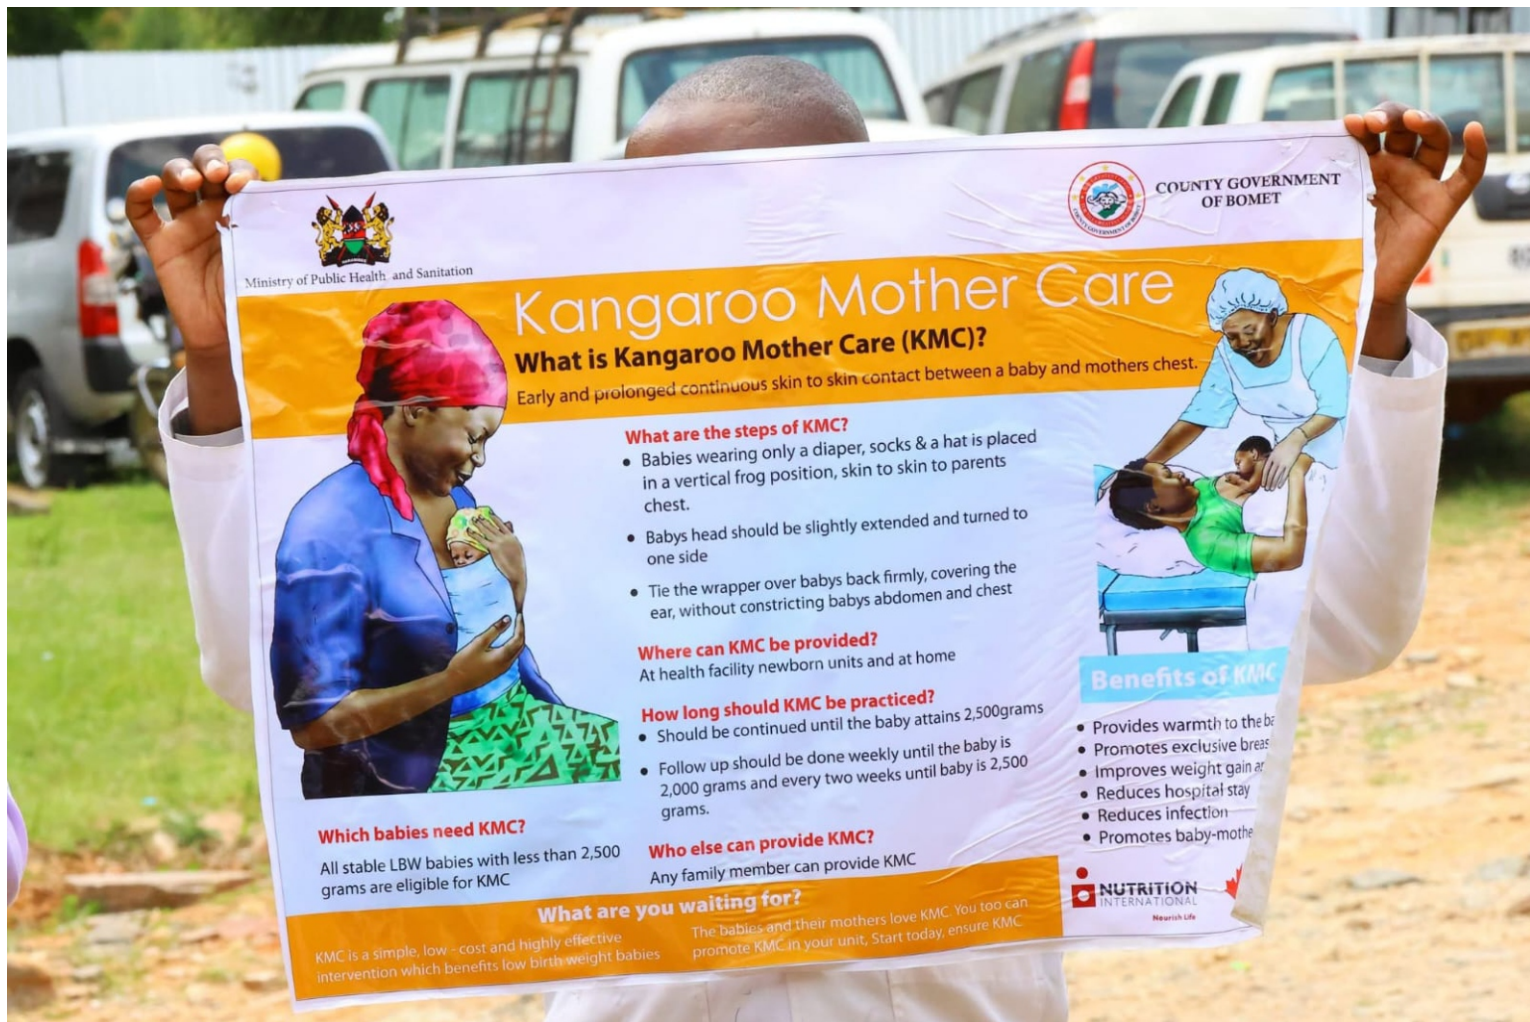 Ministry of Public Health and Sanitation
COUNTY GOVERNMENT
OF BOMET
Kangaroo Mother Care
What is Kangaroo Mother Care (KMC)?
Early and prolonged continuous skin to skin contact between a baby and mothers chest.
What are the steps of KMC?
• Babies wearing only a diaper, socks & a hat is placed
in a vertical frog position, skin to skin to parents
chest.
• Babys head should be slightly extended and turned to
one side
• Tie the wrapper over babys back firmly, covering the
ear, without constricting babys abdomen and chest
Where can KMC be provided?
At health facility newborn units and at home
How long should KMC be practiced?
• Should be continued until the baby attains 2,500grams
• Follow up should be done weekly until the baby is
2,000 grams and every two weeks until baby is 2,500
grams.
Who else can provide KMC?
Any family member can provide KMC
Which babies need KMC?
All stable LBW babies with less than 2,500
grams are eligible for KMC
Benefits of KMC
• Provides warmth to the ba
• Promotes exclusive breas
• Improves weight gain ar
• Reduces hospital stay
• Reduces infection
• Promotes baby-mothe
NUTRITION
INTERNATIONAL
Nourish Life
What are you waiting for?
KMC is a simple, low - cost and highly effective
intervention which benefits low birth weight babies
The babies and their mothers love KMC. You too can
promote KMC in your unit, Start today, ensure KMC